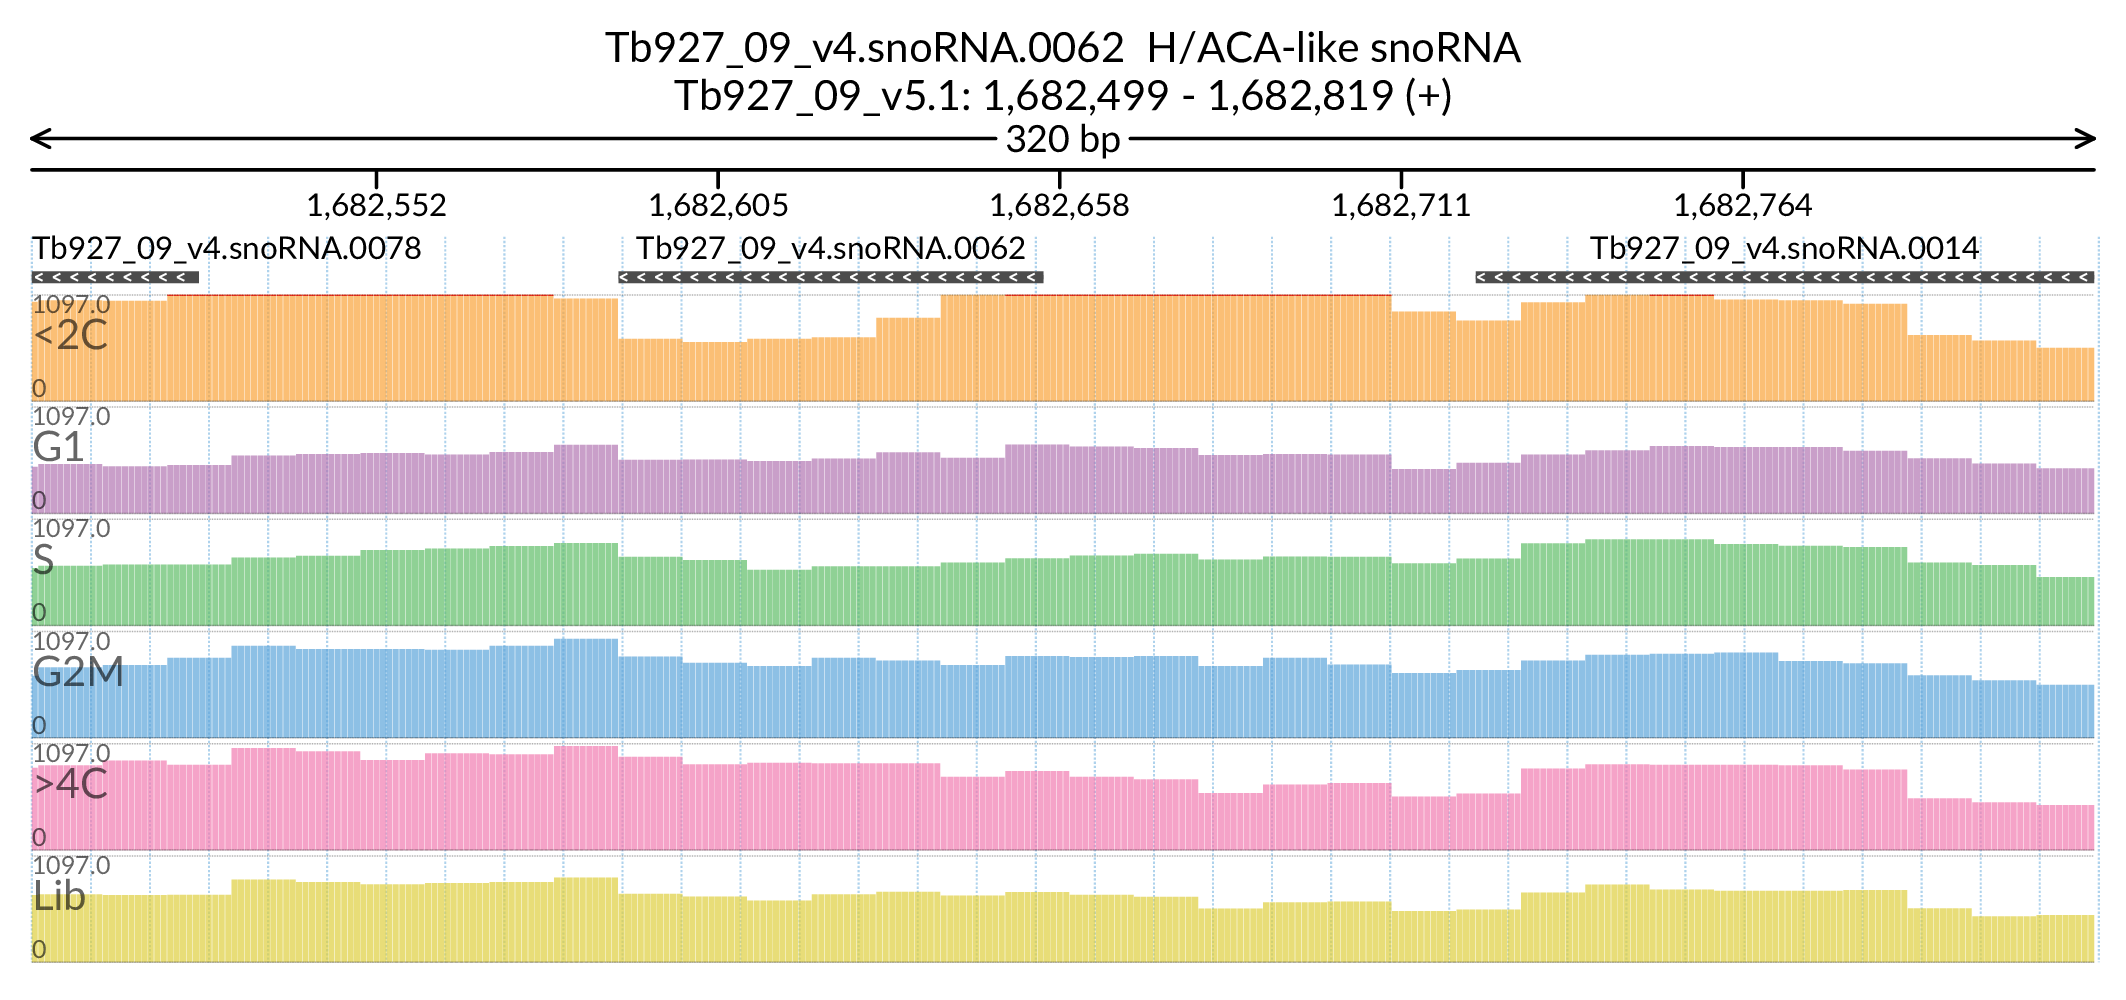 Tb927_09_v4.snoRNA.0062 H/ACA-like snoRNA
Tb927_09_v5.1: 1,682,499 - 1,682,819 (+)
320 bp
1,682,552 1,682,605 1,682,658 1,682,711 1,682,764
Tb927_09_v4.snoRNA.0078 Tb927_09_v4.snoRNA.0062 Tb927_09_v4.snoRNA.0014
1097.0
<2C
0
1097.0
G1
0
1097.0
S
0
1097.0
G2M
0
1097.0
>4C
0
1097.0
Lib
0